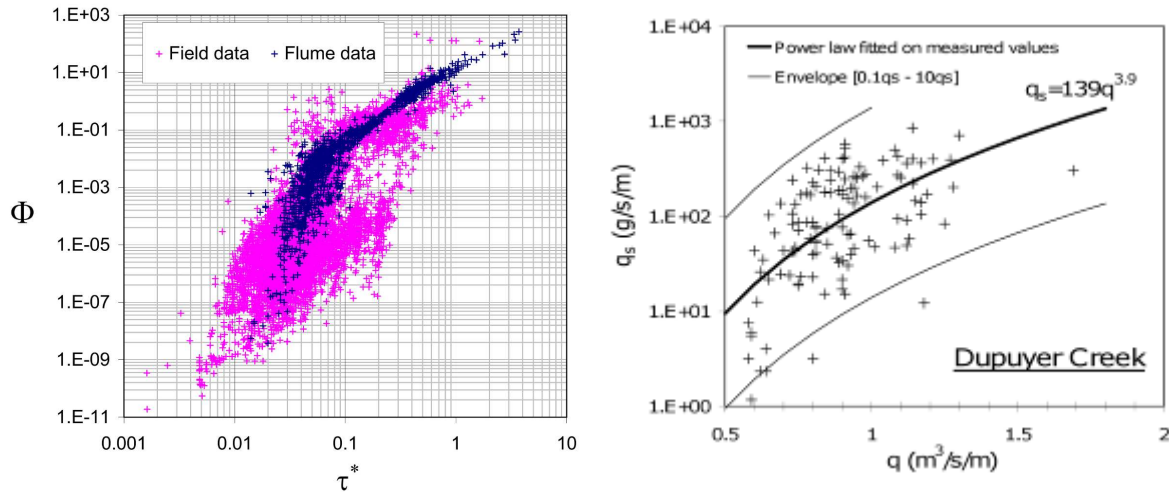 1.E+03
Field data
Flume data
1.E+01
1.E-01
1.E-03
Φ
1.E-05
1.E-07
1.E-09
1.E-11
0.001
0.01
0.1
1
10
τ*
1.E+04
Power law fitted on measured values
Envelope [0.1qs - 10qs]
qs=139q^3.9
1.E+03
1.E+02
qs (g/s/m)
1.E+01
Dupuyer Creek
1.E+00
0.5
1
1.5
2
q (m³/s/m)